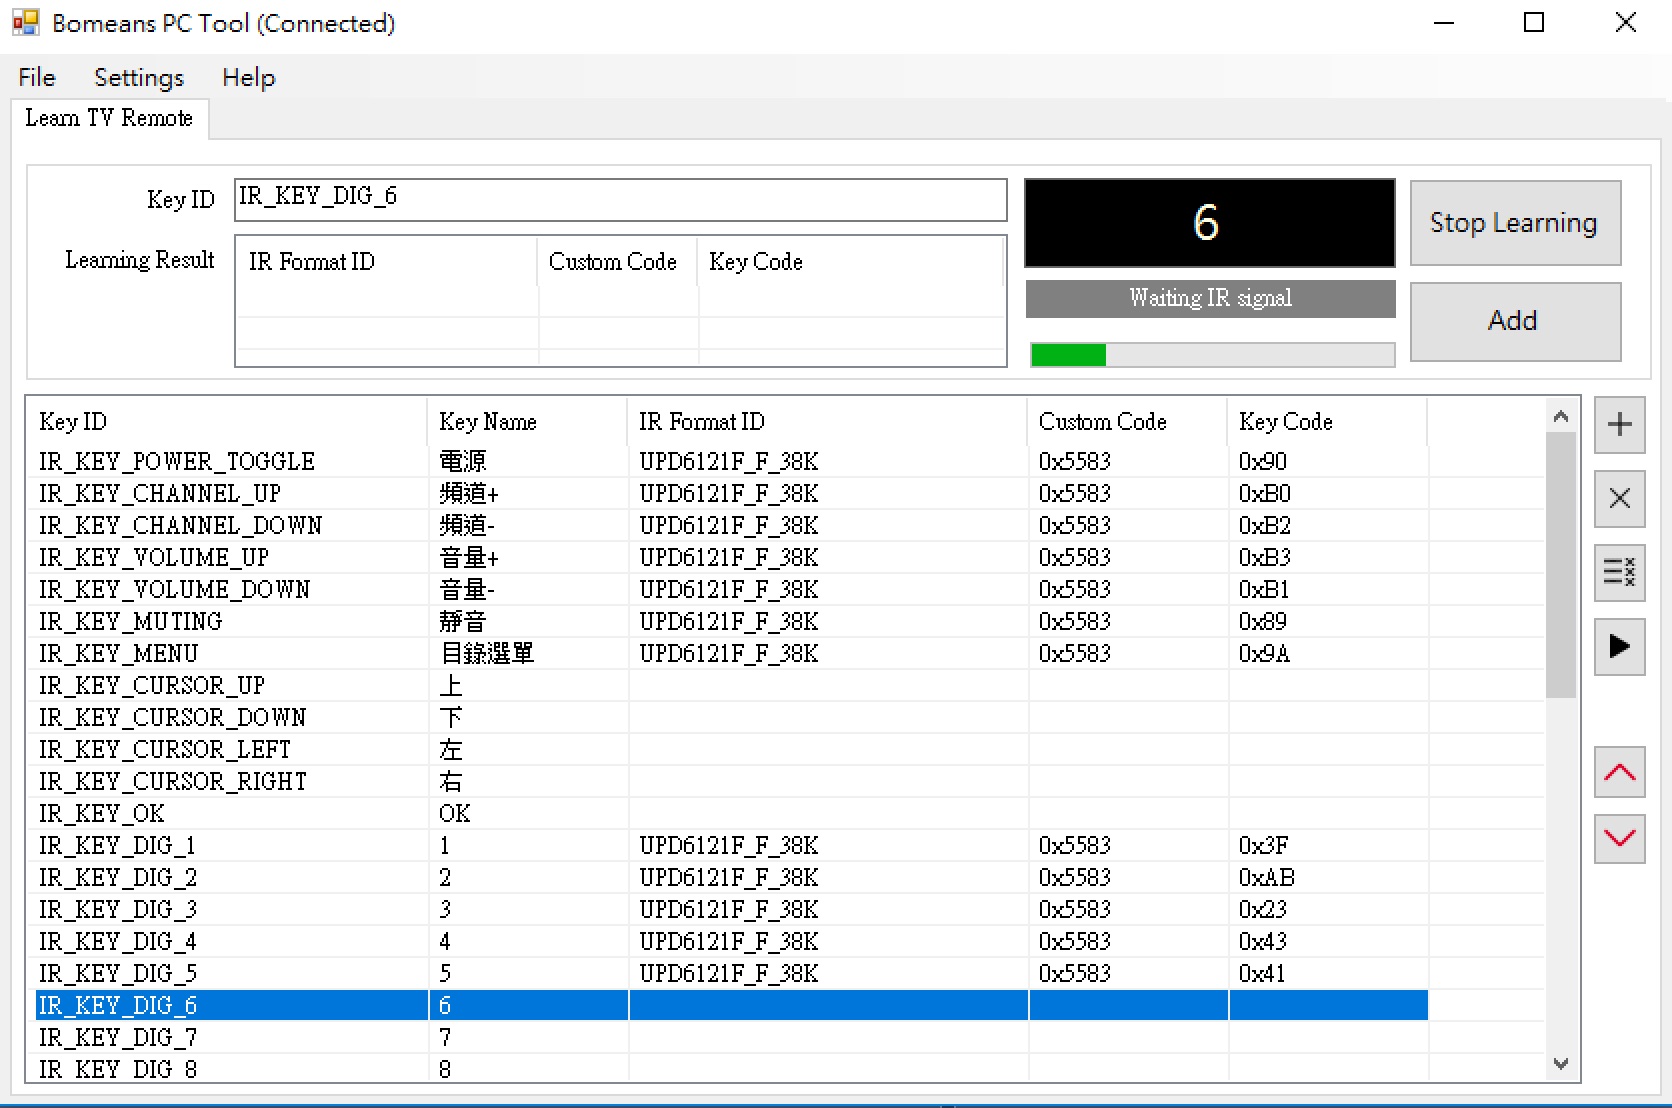 Bomeans PC Tool (Connected)
File Settings Help
Learn TV Remote
Key ID IR_KEY_DIG_6
6
Stop Learning
Learning Result IR Format ID Custom Code Key Code
Waiting IR signal
Add
Key ID Key Name IR Format ID Custom Code Key Code
IR_KEY_POWER_TOGGLE 電源 UPD6121F_F_38K 0x5583 0x90
IR_KEY_CHANNEL_UP 頻道+ UPD6121F_F_38K 0x5583 0xB0
IR_KEY_CHANNEL_DOWN 頻道- UPD6121F_F_38K 0x5583 0xB2
IR_KEY_VOLUME_UP 音量+ UPD6121F_F_38K 0x5583 0xB3
IR_KEY_VOLUME_DOWN 音量- UPD6121F_F_38K 0x5583 0xB1
IR_KEY_MUTING 靜音 UPD6121F_F_38K 0x5583 0x89
IR_KEY_MENU 目錄選單 UPD6121F_F_38K 0x5583 0x9A
IR_KEY_CURSOR_UP 上
IR_KEY_CURSOR_DOWN 下
IR_KEY_CURSOR_LEFT 左
IR_KEY_CURSOR_RIGHT 右
IR_KEY_OK OK
IR_KEY_DIG_1 1 UPD6121F_F_38K 0x5583 0x3F
IR_KEY_DIG_2 2 UPD6121F_F_38K 0x5583 0xAB
IR_KEY_DIG_3 3 UPD6121F_F_38K 0x5583 0x23
IR_KEY_DIG_4 4 UPD6121F_F_38K 0x5583 0x43
IR_KEY_DIG_5 5 UPD6121F_F_38K 0x5583 0x41
IR_KEY_DIG_6 6
IR_KEY_DIG_7 7
IR_KEY_DIG_8 8